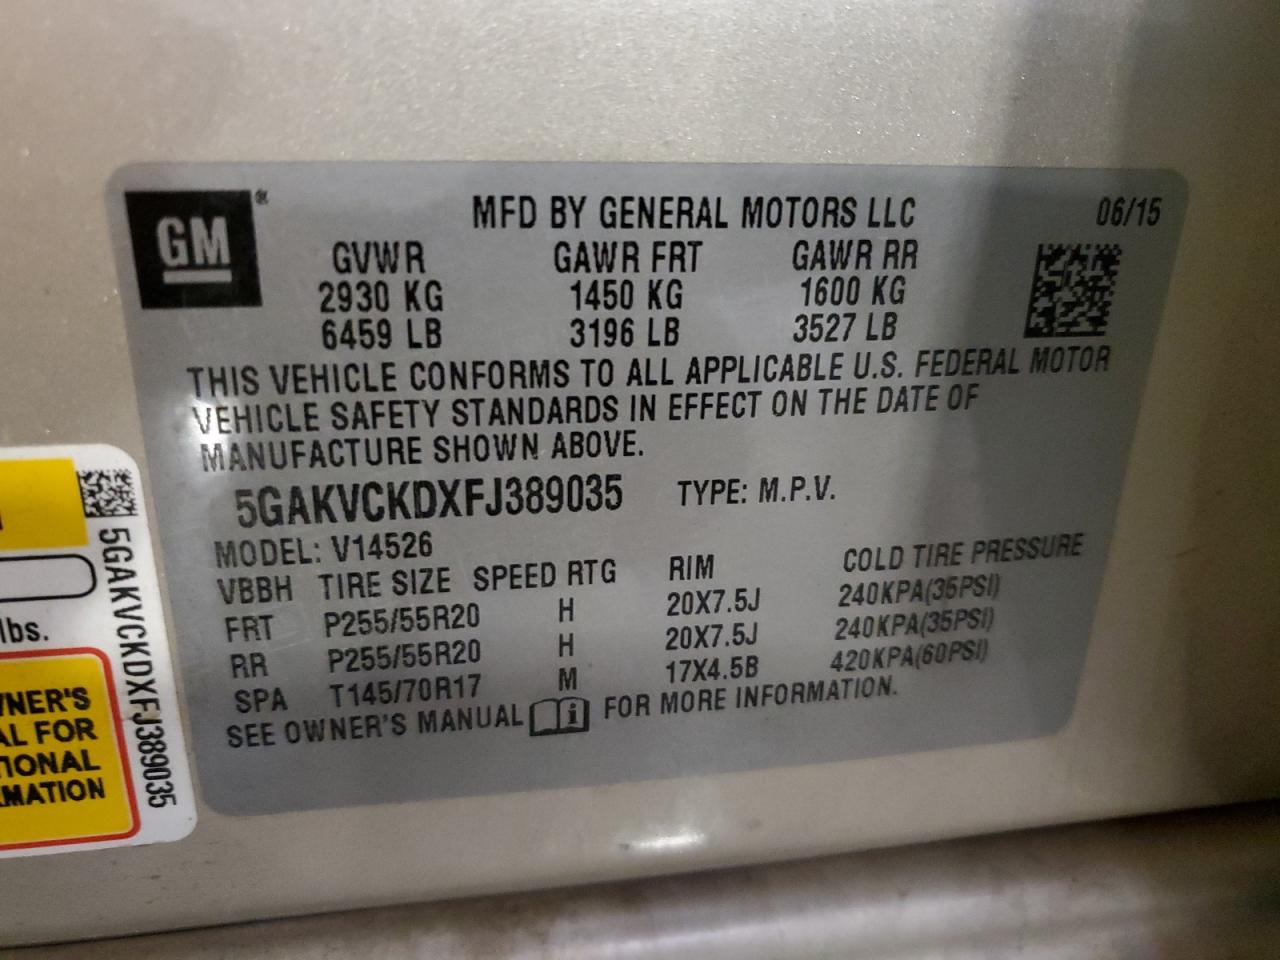 GM®
MFD BY GENERAL MOTORS LLC 06/15
GVWR GAWR FRT GAWR RR
2930 KG 1450 KG 1600 KG
6459 LB 3196 LB 3527 LB
THIS VEHICLE CONFORMS TO ALL APPLICABLE U.S. FEDERAL MOTOR
VEHICLE SAFETY STANDARDS IN EFFECT ON THE DATE OF
MANUFACTURE SHOWN ABOVE.
5GAKVCKDXFJ389035 TYPE: M.P.V.
MODEL: V14526
VBBH TIRE SIZE SPEED RTG RIM COLD TIRE PRESSURE
FRT P255/55R20 H 20X7.5J 240KPA(35PSI)
RR P255/55R20 H 20X7.5J 240KPA(35PSI)
SPA T145/70R17 M 17X4.5B 420KPA(60PSI)
SEE OWNER'S MANUAL FOR MORE INFORMATION.
5GAKVCKDXFJ389035
lbs.
WNER'S
AL FOR
TIONAL
RMATION